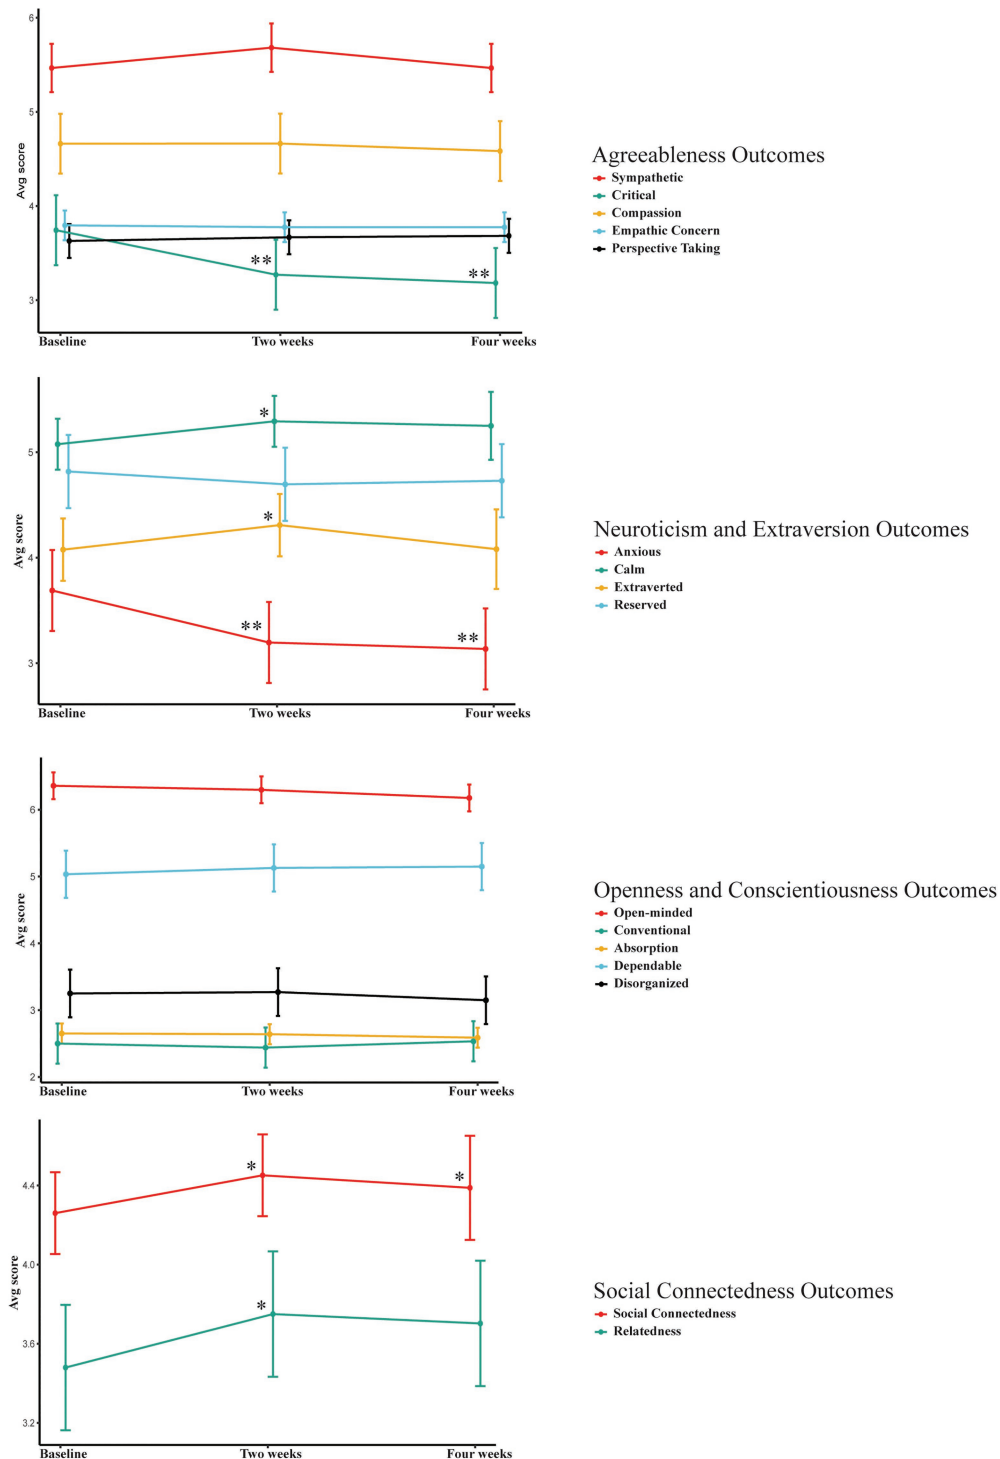 6
5
4
3
Avg score
**
**
Baseline
Two weeks
Four weeks
Agreeableness Outcomes
Sympathetic
Critical
Compassion
Empathic Concern
Perspective Taking
5
4
3
Avg score
*
*
**
**
Baseline
Two weeks
Four weeks
Neuroticism and Extraversion Outcomes
Anxious
Calm
Extraverted
Reserved
6
5
4
3
2
Avg score
Baseline
Two weeks
Four weeks
Openness and Conscientiousness Outcomes
Open-minded
Conventional
Absorption
Dependable
Disorganized
4.4
4.0
3.6
3.2
Avg score
*
*
*
Baseline
Two weeks
Four weeks
Social Connectedness Outcomes
Social Connectedness
Relatedness